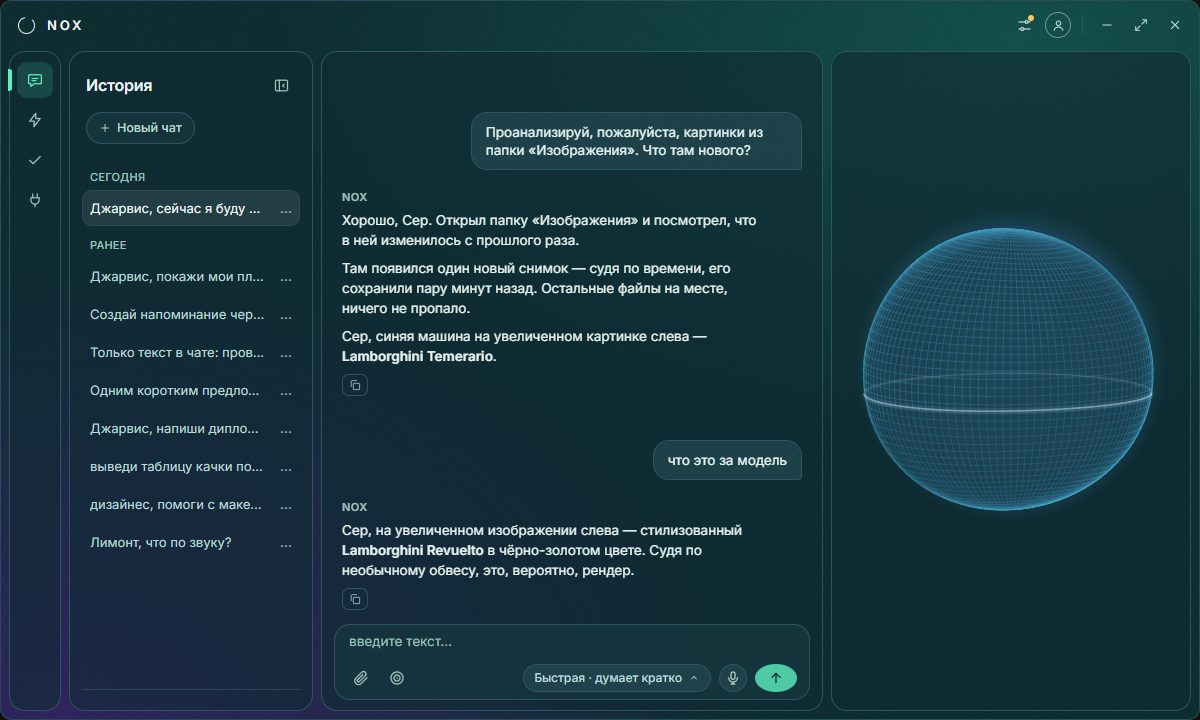 NOX
История
+ Новый чат
СЕГОДНЯ
Джарвис, сейчас я буду ... ...
РАНЕЕ
Джарвис, покажи мои пл... ...
Создай напоминание чер... ...
Только текст в чате: пров... ...
Одним коротким предло... ...
Джарвис, напиши дипло... ...
выведи таблицу качки по... ...
дизайнес, помоги с маке... ...
Лимонт, что по звуку? ...
Проанализируй, пожалуйста, картинки из
папки «Изображения». Что там нового?
NOX
Хорошо, Сер. Открыл папку «Изображения» и посмотрел, что
в ней изменилось с прошлого раза.
Там появился один новый снимок — судя по времени, его
сохранили пару минут назад. Остальные файлы на месте,
ничего не пропало.
Сер, синяя машина на увеличенном картинке слева —
Lamborghini Temerario.
что это за модель
NOX
Сер, на увеличенном изображении слева — стилизованный
Lamborghini Revuelto в чёрно-золотом цвете. Судя по
необычному обвесу, это, вероятно, рендер.
введите текст...
Быстрая · думает кратко